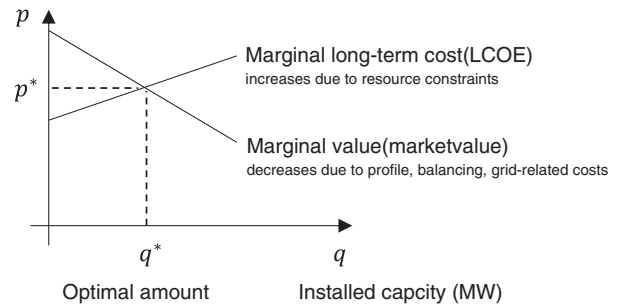 p
Marginal long-term cost(LCOE)
increases due to resource constraints
p*
Marginal value(marketvalue)
decreases due to profile, balancing, grid-related costs
q* q
Optimal amount Installed capcity (MW)